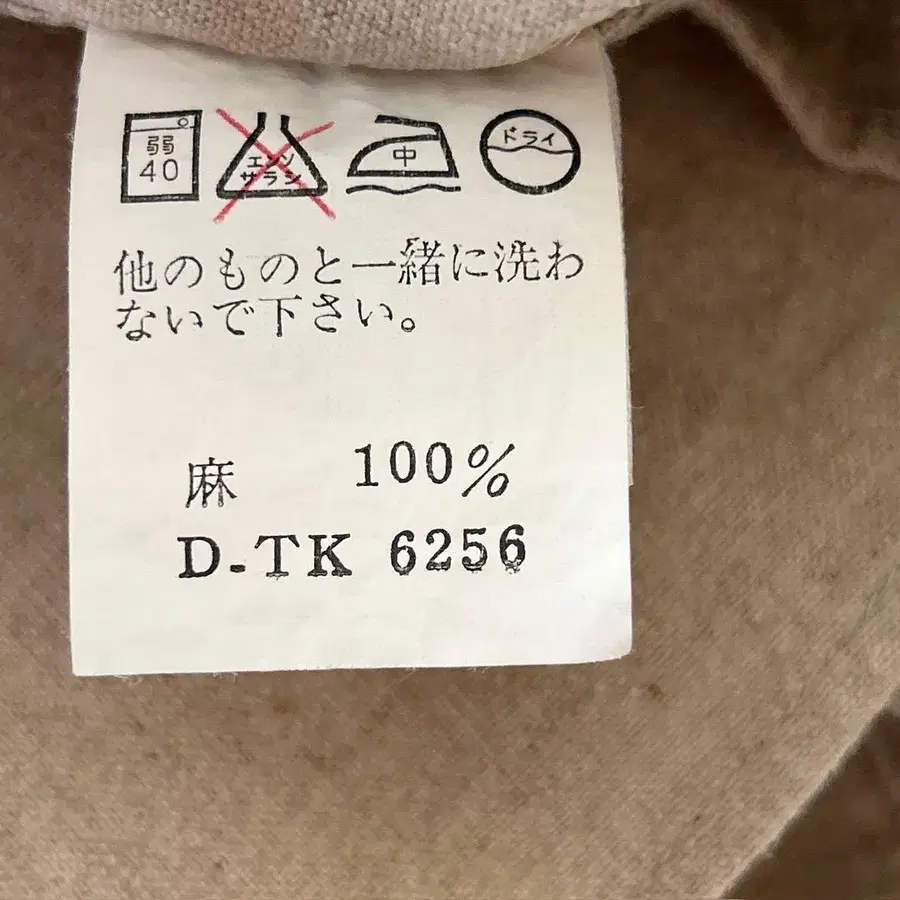 弱 エンソ 中 ドライ
40 サラシ
他のものと一緒に洗わ
ないで下さい。
麻 100%
D-TK 6256